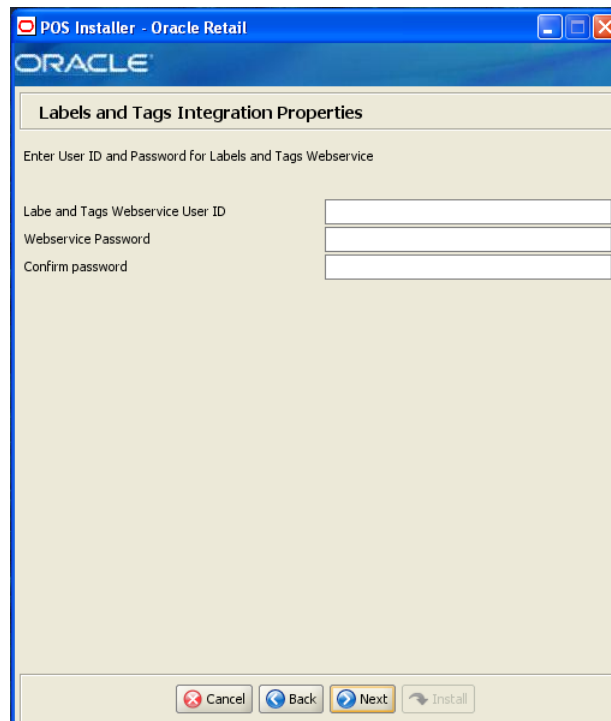 POS Installer - Oracle Retail
ORACLE
Labels and Tags Integration Properties
Enter User ID and Password for Labels and Tags Webservice
Labe and Tags Webservice User ID
Webservice Password
Confirm password
Cancel Back Next Install